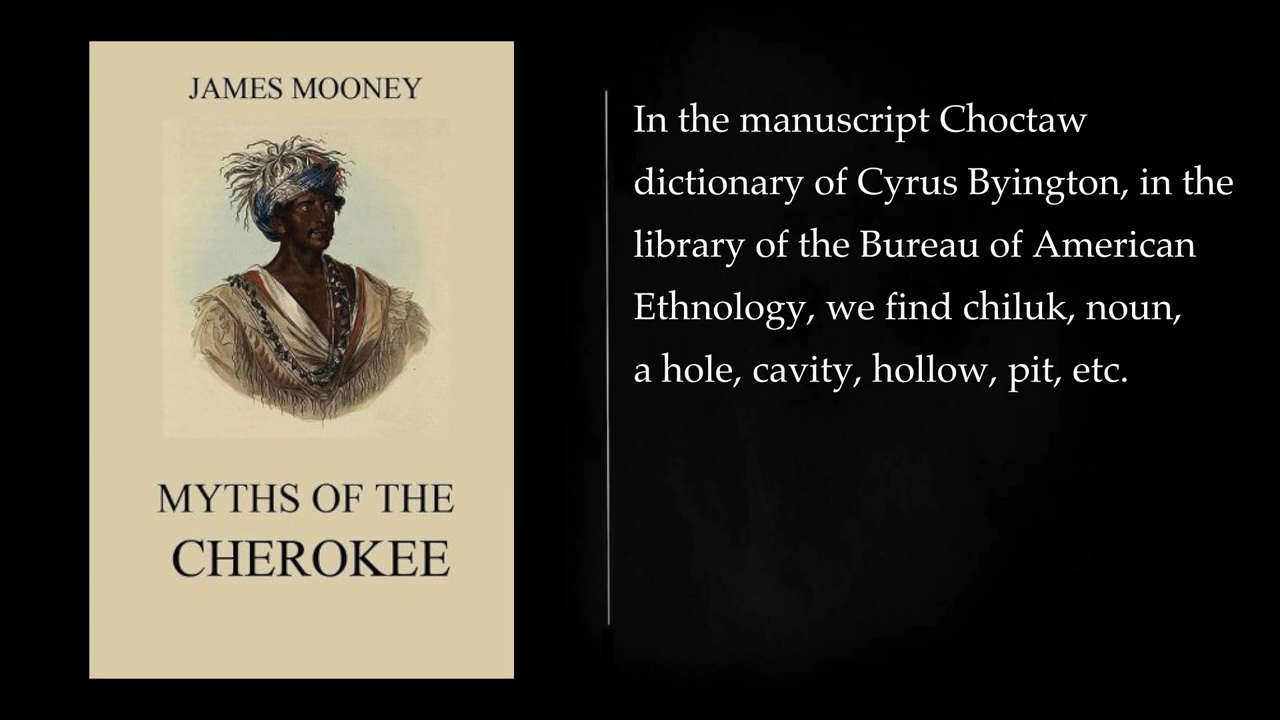 JAMES MOONEY
MYTHS OF THE
CHEROKEE
In the manuscript Choctaw
dictionary of Cyrus Byington, in the
library of the Bureau of American
Ethnology, we find chiluk, noun,
a hole, cavity, hollow, pit, etc.